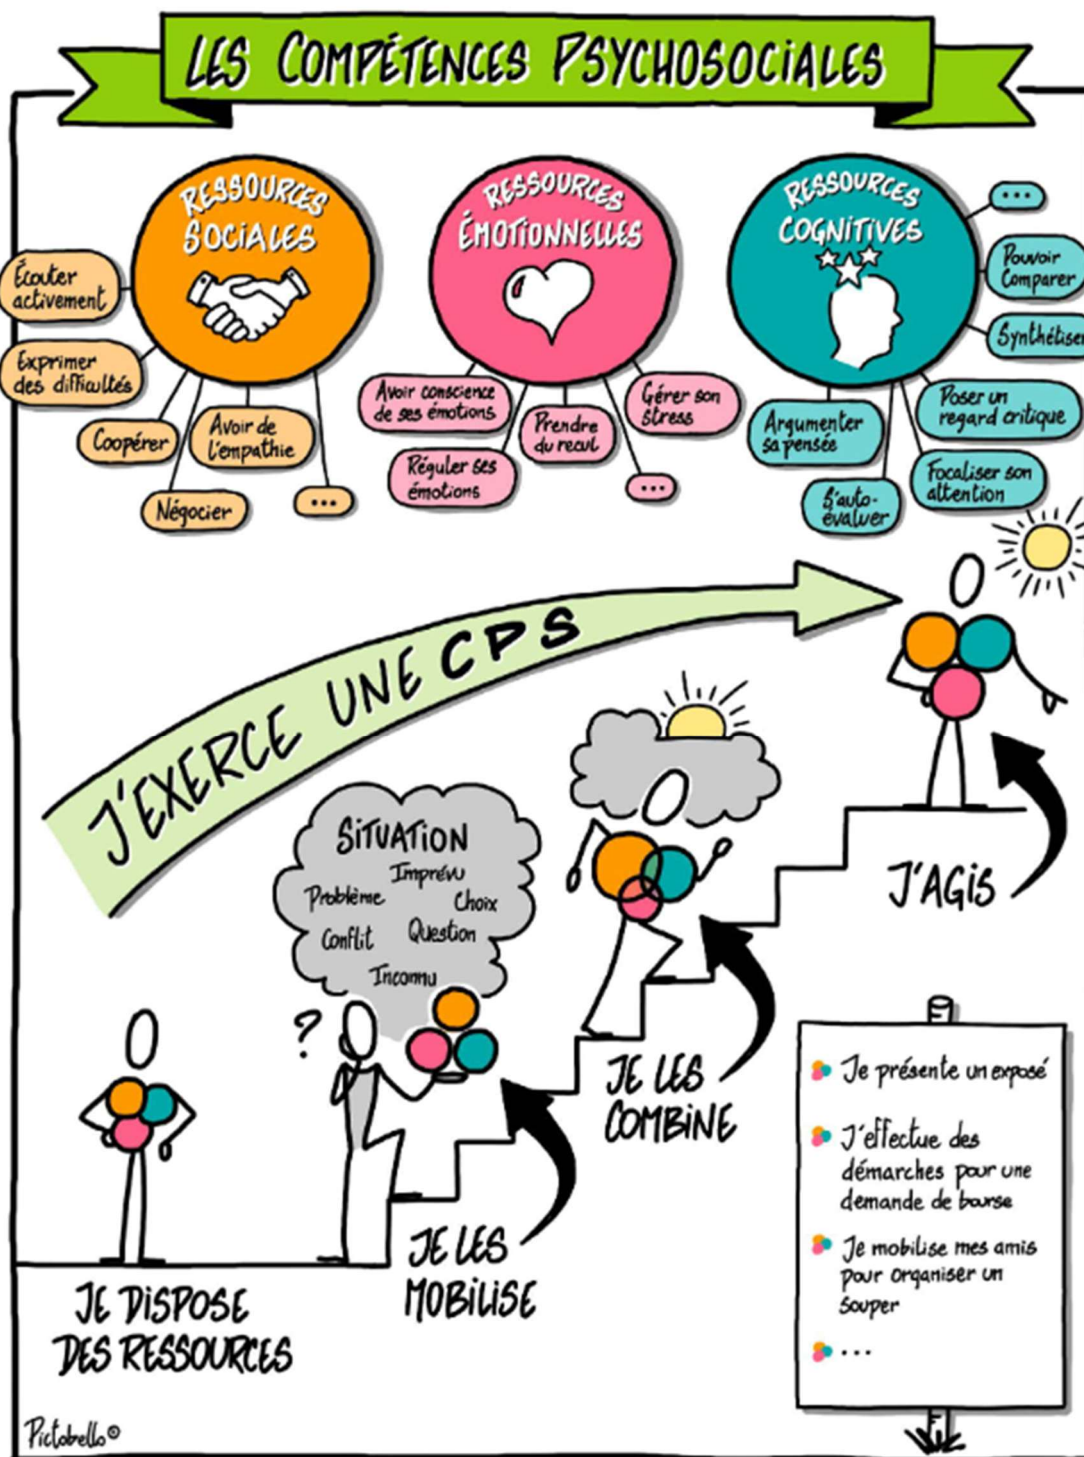 LES COMPÉTENCES PSYCHOSOCIALES
RESSOURCES
SOCIALES
Écouter
activement
Exprimer
des difficultés
Coopérer
Avoir de
l'empathie
Négocier
...
RESSOURCES
ÉMOTIONNELLES
Avoir conscience
de ses émotions
Réguler ses
émotions
Prendre
du recul
Gérer son
stress
...
RESSOURCES
COGNITIVES
...
Pouvoir
Comparer
Synthétiser
Poser un
regard critique
Focaliser son
attention
Argumenter
sa pensée
S'auto-
évaluer
J'EXERCE UNE CPS
SITUATION
Imprévu
Problème
Choix
Conflit
Question
Inconnu
?
JE DISPOSE
DES RESSOURCES
JE LES
MOBILISE
JE LES
COMBINE
J'AGIS
Je présente un exposé
J'effectue des
démarches pour une
demande de bourse
Je mobilise mes amis
pour organiser un
souper
...
Pictobello©